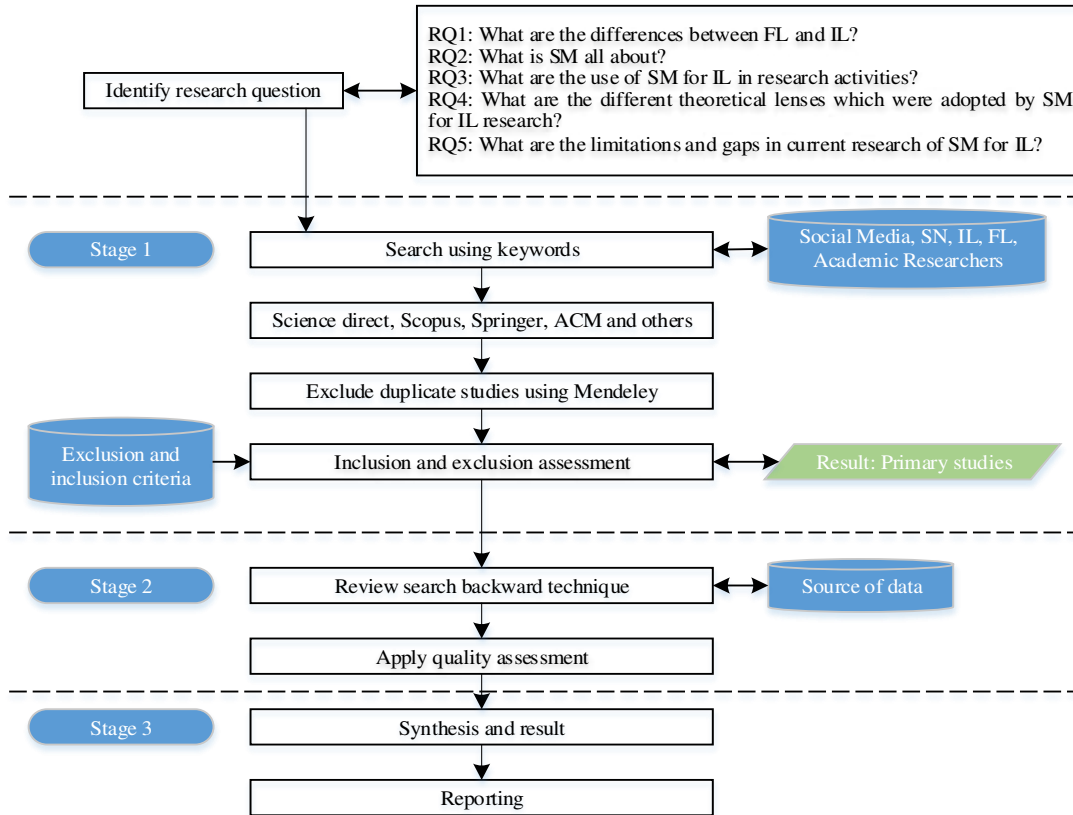 RQ1: What are the differences between FL and IL?
RQ2: What is SM all about?
RQ3: What are the use of SM for IL in research activities?
RQ4: What are the different theoretical lenses which were adopted by SM
for IL research?
RQ5: What are the limitations and gaps in current research of SM for IL?
Identify research question
Stage 1
Search using keywords
Social Media, SN, IL, FL,
Academic Researchers
Science direct, Scopus, Springer, ACM and others
Exclude duplicate studies using Mendeley
Exclusion and
inclusion criteria
Inclusion and exclusion assessment
Result: Primary studies
Stage 2
Review search backward technique
Source of data
Apply quality assessment
Stage 3
Synthesis and result
Reporting